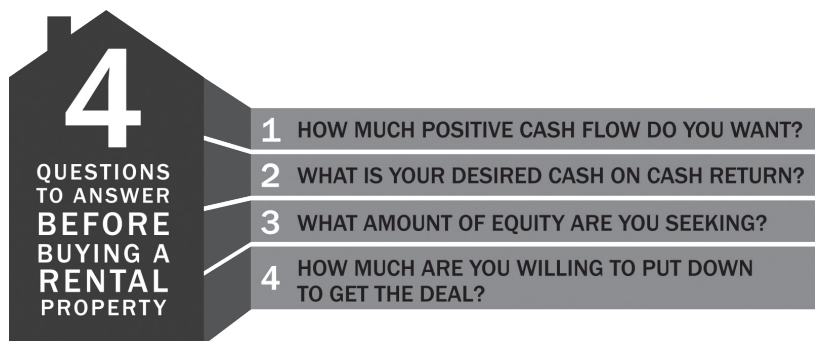 4
QUESTIONS
TO ANSWER
BEFORE
BUYING A
RENTAL
PROPERTY
1 HOW MUCH POSITIVE CASH FLOW DO YOU WANT?
2 WHAT IS YOUR DESIRED CASH ON CASH RETURN?
3 WHAT AMOUNT OF EQUITY ARE YOU SEEKING?
4 HOW MUCH ARE YOU WILLING TO PUT DOWN
TO GET THE DEAL?